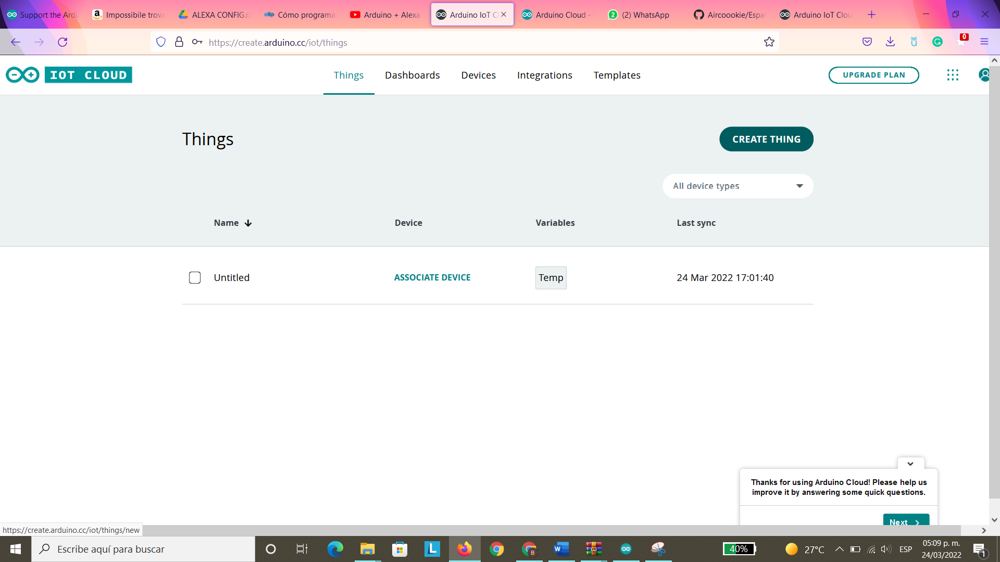 Support the Ardu
Impossibile trova
ALEXA CONFIG.ra
Cómo programa
Arduino + Alexa
Arduino IoT C
Arduino Cloud -
(2) WhatsApp
Aircoookie/Espa
Arduino IoT Clou
https://create.arduino.cc/iot/things
0
IOT CLOUD
Things
Dashboards
Devices
Integrations
Templates
UPGRADE PLAN
Things
CREATE THING
All device types
Name
Device
Variables
Last sync
Untitled
ASSOCIATE DEVICE
Temp
24 Mar 2022 17:01:40
Thanks for using Arduino Cloud! Please help us
improve it by answering some quick questions.
Next
https://create.arduino.cc/iot/things/new
Escribe aquí para buscar
40%
27°C
ESP
05:09 p. m.
24/03/2022
1